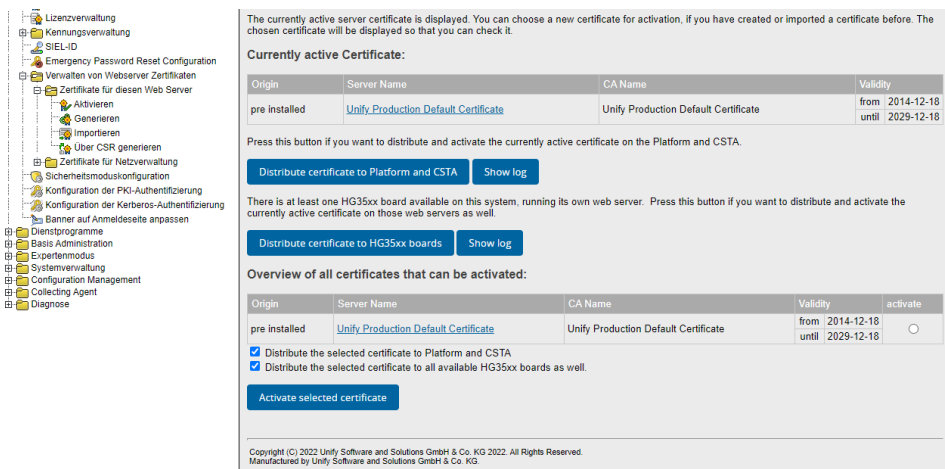 Lizenzverwaltung
Kennungsverwaltung
SIEL-ID
Emergency Password Reset Configuration
Verwalten von Webserver Zertifikaten
Zertifikate für diesen Web Server
Aktivieren
Generieren
Importieren
Über CSR generieren
Zertifikate für Netzverwaltung
Sicherheitsmoduskonfiguration
Konfiguration der PKI-Authentifizierung
Konfiguration der Kerberos-Authentifizierung
Banner auf Anmeldeseite anpassen
Dienstprogramme
Basis Administration
Expertenmodus
Systemverwaltung
Configuration Management
Collecting Agent
Diagnose
The currently active server certificate is displayed. You can choose a new certificate for activation, if you have created or imported a certificate before. The
chosen certificate will be displayed so that you can check it.
Currently active Certificate:
Origin Server Name CA Name Validity
pre installed Unify Production Default Certificate Unify Production Default Certificate from 2014-12-18
until 2029-12-18
Press this button if you want to distribute and activate the currently active certificate on the Platform and CSTA.
Distribute certificate to Platform and CSTA Show log
There is at least one HG35xx board available on this system, running its own web server. Press this button if you want to distribute and activate the
currently active certificate on those web servers as well.
Distribute certificate to HG35xx boards Show log
Overview of all certificates that can be activated:
Origin Server Name CA Name Validity activate
pre installed Unify Production Default Certificate Unify Production Default Certificate from 2014-12-18
until 2029-12-18
Distribute the selected certificate to Platform and CSTA
Distribute the selected certificate to all available HG35xx boards as well.
Activate selected certificate
Copyright (C) 2022 Unify Software and Solutions GmbH & Co. KG 2022. All Rights Reserved.
Manufactured by Unify Software and Solutions GmbH & Co. KG.